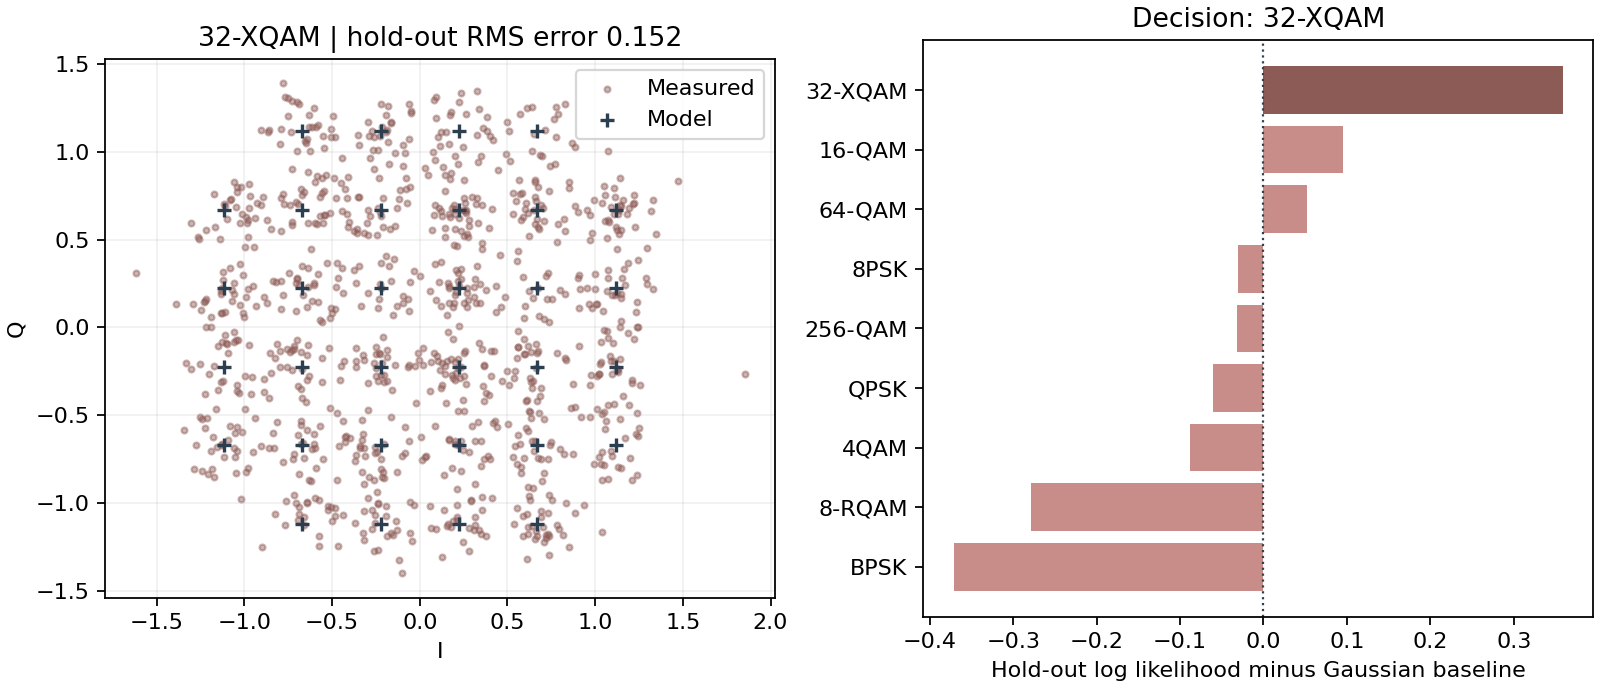 32-XQAM | hold-out RMS error 0.152
Measured
Model
1.5
1.0
0.5
0.0
−0.5
−1.0
−1.5
Q
−1.5
−1.0
−0.5
0.0
0.5
1.0
1.5
2.0
I
Decision: 32-XQAM
32-XQAM
16-QAM
64-QAM
8PSK
256-QAM
QPSK
4QAM
8-RQAM
BPSK
−0.4
−0.3
−0.2
−0.1
0.0
0.1
0.2
0.3
Hold-out log likelihood minus Gaussian baseline